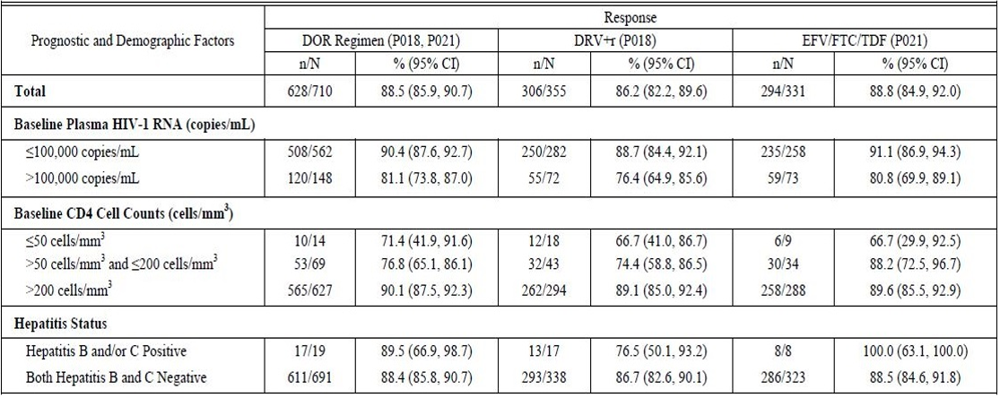 Prognostic and Demographic Factors Response
DOR Regimen (P018, P021) DRV+r (P018) EFV/FTC/TDF (P021)
n/N % (95% CI) n/N % (95% CI) n/N % (95% CI)
Total 628/710 88.5 (85.9, 90.7) 306/355 86.2 (82.2, 89.6) 294/331 88.8 (84.9, 92.0)
Baseline Plasma HIV-1 RNA (copies/mL)
≤100,000 copies/mL 508/562 90.4 (87.6, 92.7) 250/282 88.7 (84.4, 92.1) 235/258 91.1 (86.9, 94.3)
>100,000 copies/mL 120/148 81.1 (73.8, 87.0) 55/72 76.4 (64.9, 85.6) 59/73 80.8 (69.9, 89.1)
Baseline CD4 Cell Counts (cells/mm³)
≤50 cells/mm³ 10/14 71.4 (41.9, 91.6) 12/18 66.7 (41.0, 86.7) 6/9 66.7 (29.9, 92.5)
>50 cells/mm³ and ≤200 cells/mm³ 53/69 76.8 (65.1, 86.1) 32/43 74.4 (58.8, 86.5) 30/34 88.2 (72.5, 96.7)
>200 cells/mm³ 565/627 90.1 (87.5, 92.3) 262/294 89.1 (85.0, 92.4) 258/288 89.6 (85.5, 92.9)
Hepatitis Status
Hepatitis B and/or C Positive 17/19 89.5 (66.9, 98.7) 13/17 76.5 (50.1, 93.2) 8/8 100.0 (63.1, 100.0)
Both Hepatitis B and C Negative 611/691 88.4 (85.8, 90.7) 293/338 86.7 (82.6, 90.1) 286/323 88.5 (84.6, 91.8)